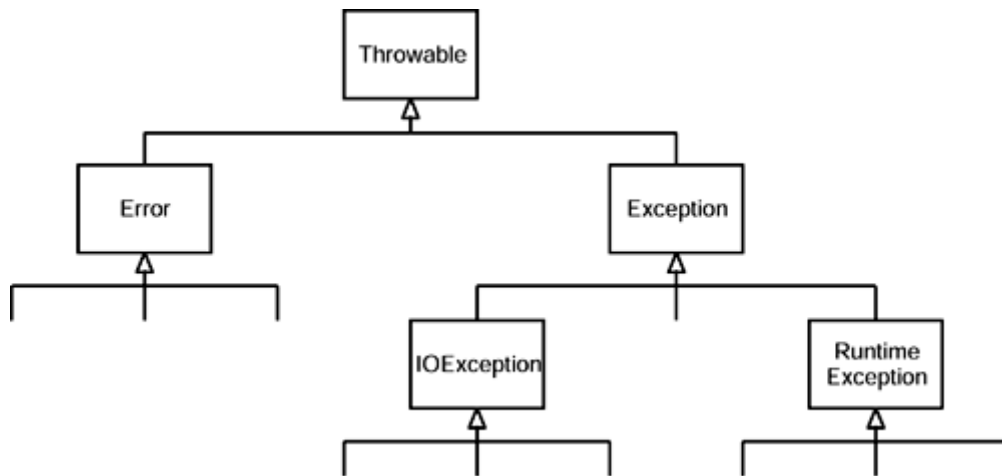 Throwable
Error
Exception
IOException
Runtime
Exception